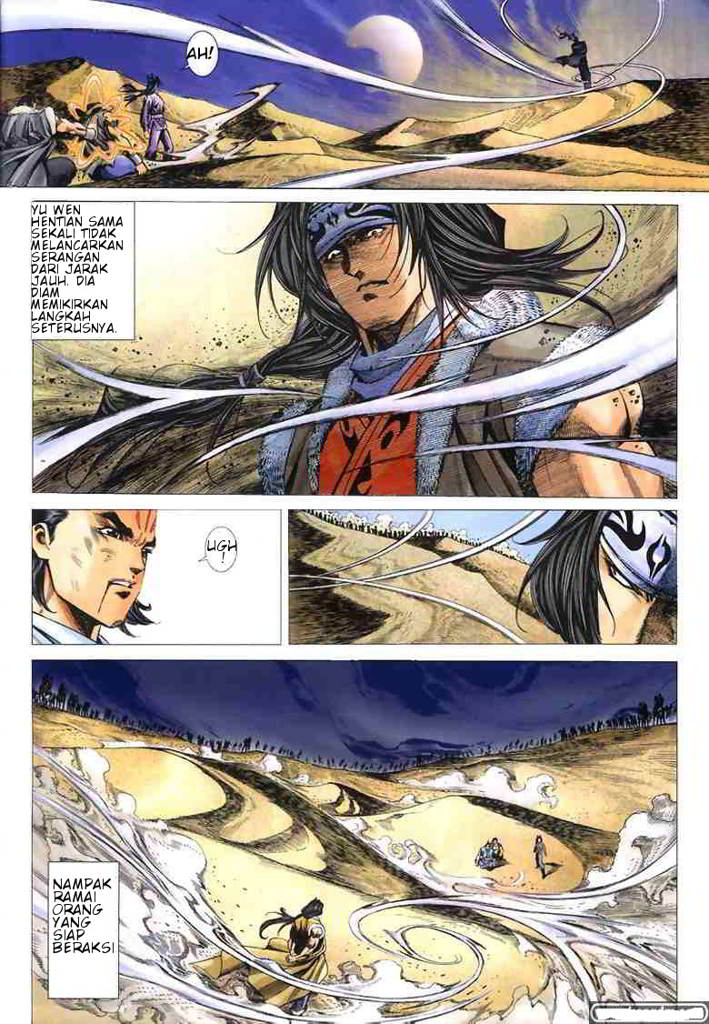 AH!
YU WEN
HENTIAN SAMA
SEKALI TIDAK
MELANCARKAN
SERANGAN
DARI JARAK
JAUH. DIA
DIAM
MEMIKIRKAN
LANGKAH
SETERUSNYA.
UGH
!
NAMPAK
RAMAI
ORANG
YANG
SIAP
BERAKSI